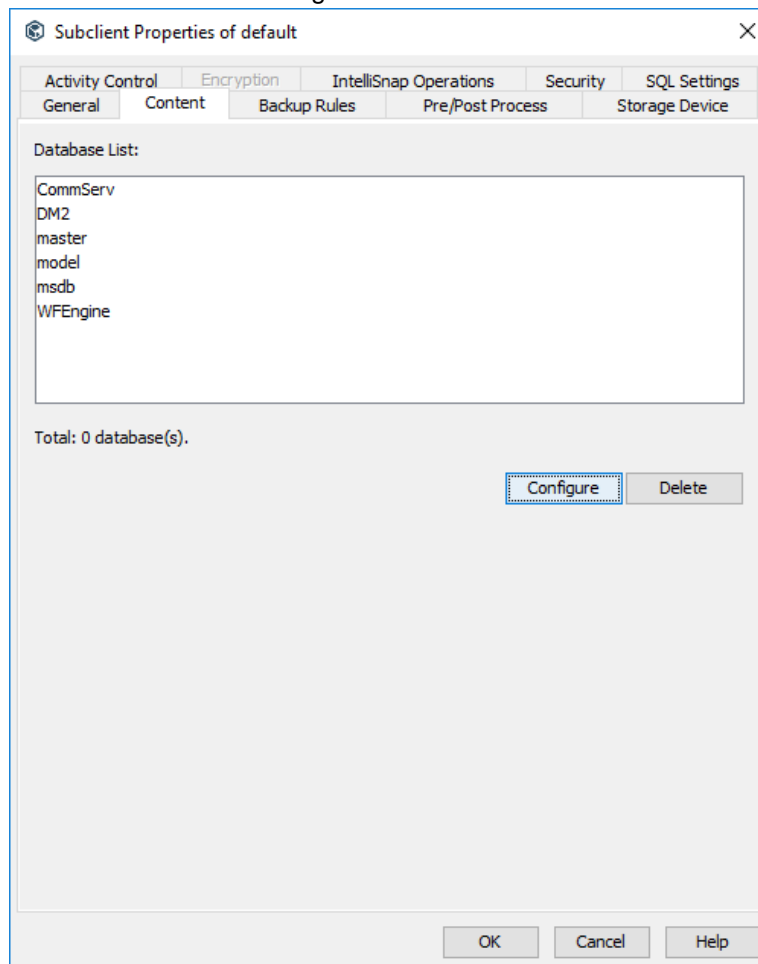 Subclient Properties of default
Activity Control Encryption IntelliSnap Operations Security SQL Settings
General Content Backup Rules Pre/Post Process Storage Device
Database List:
CommServ
DM2
master
model
msdb
WFEngine
Total: 0 database(s).
Configure Delete
OK Cancel Help